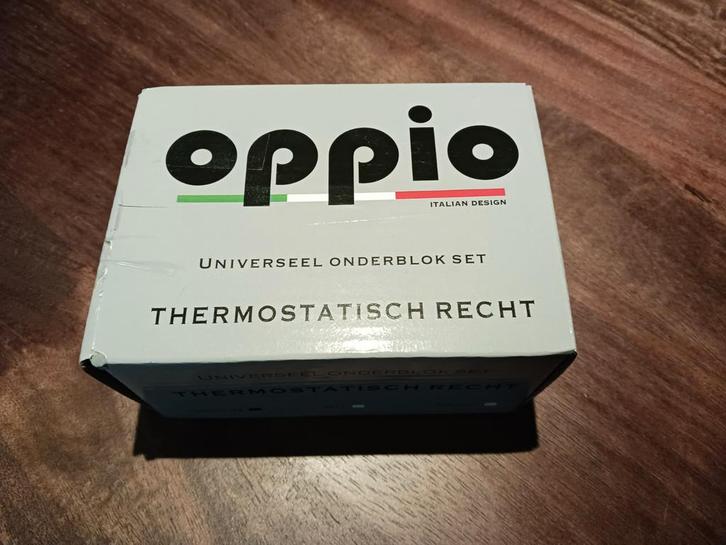 oppio
ITALIAN DESIGN
UNIVERSEEL ONDERBLOK SET
THERMOSTATISCH RECHT
UNIVERSEEL ONDERBLOK SET
THERMOSTATISCH RECHT